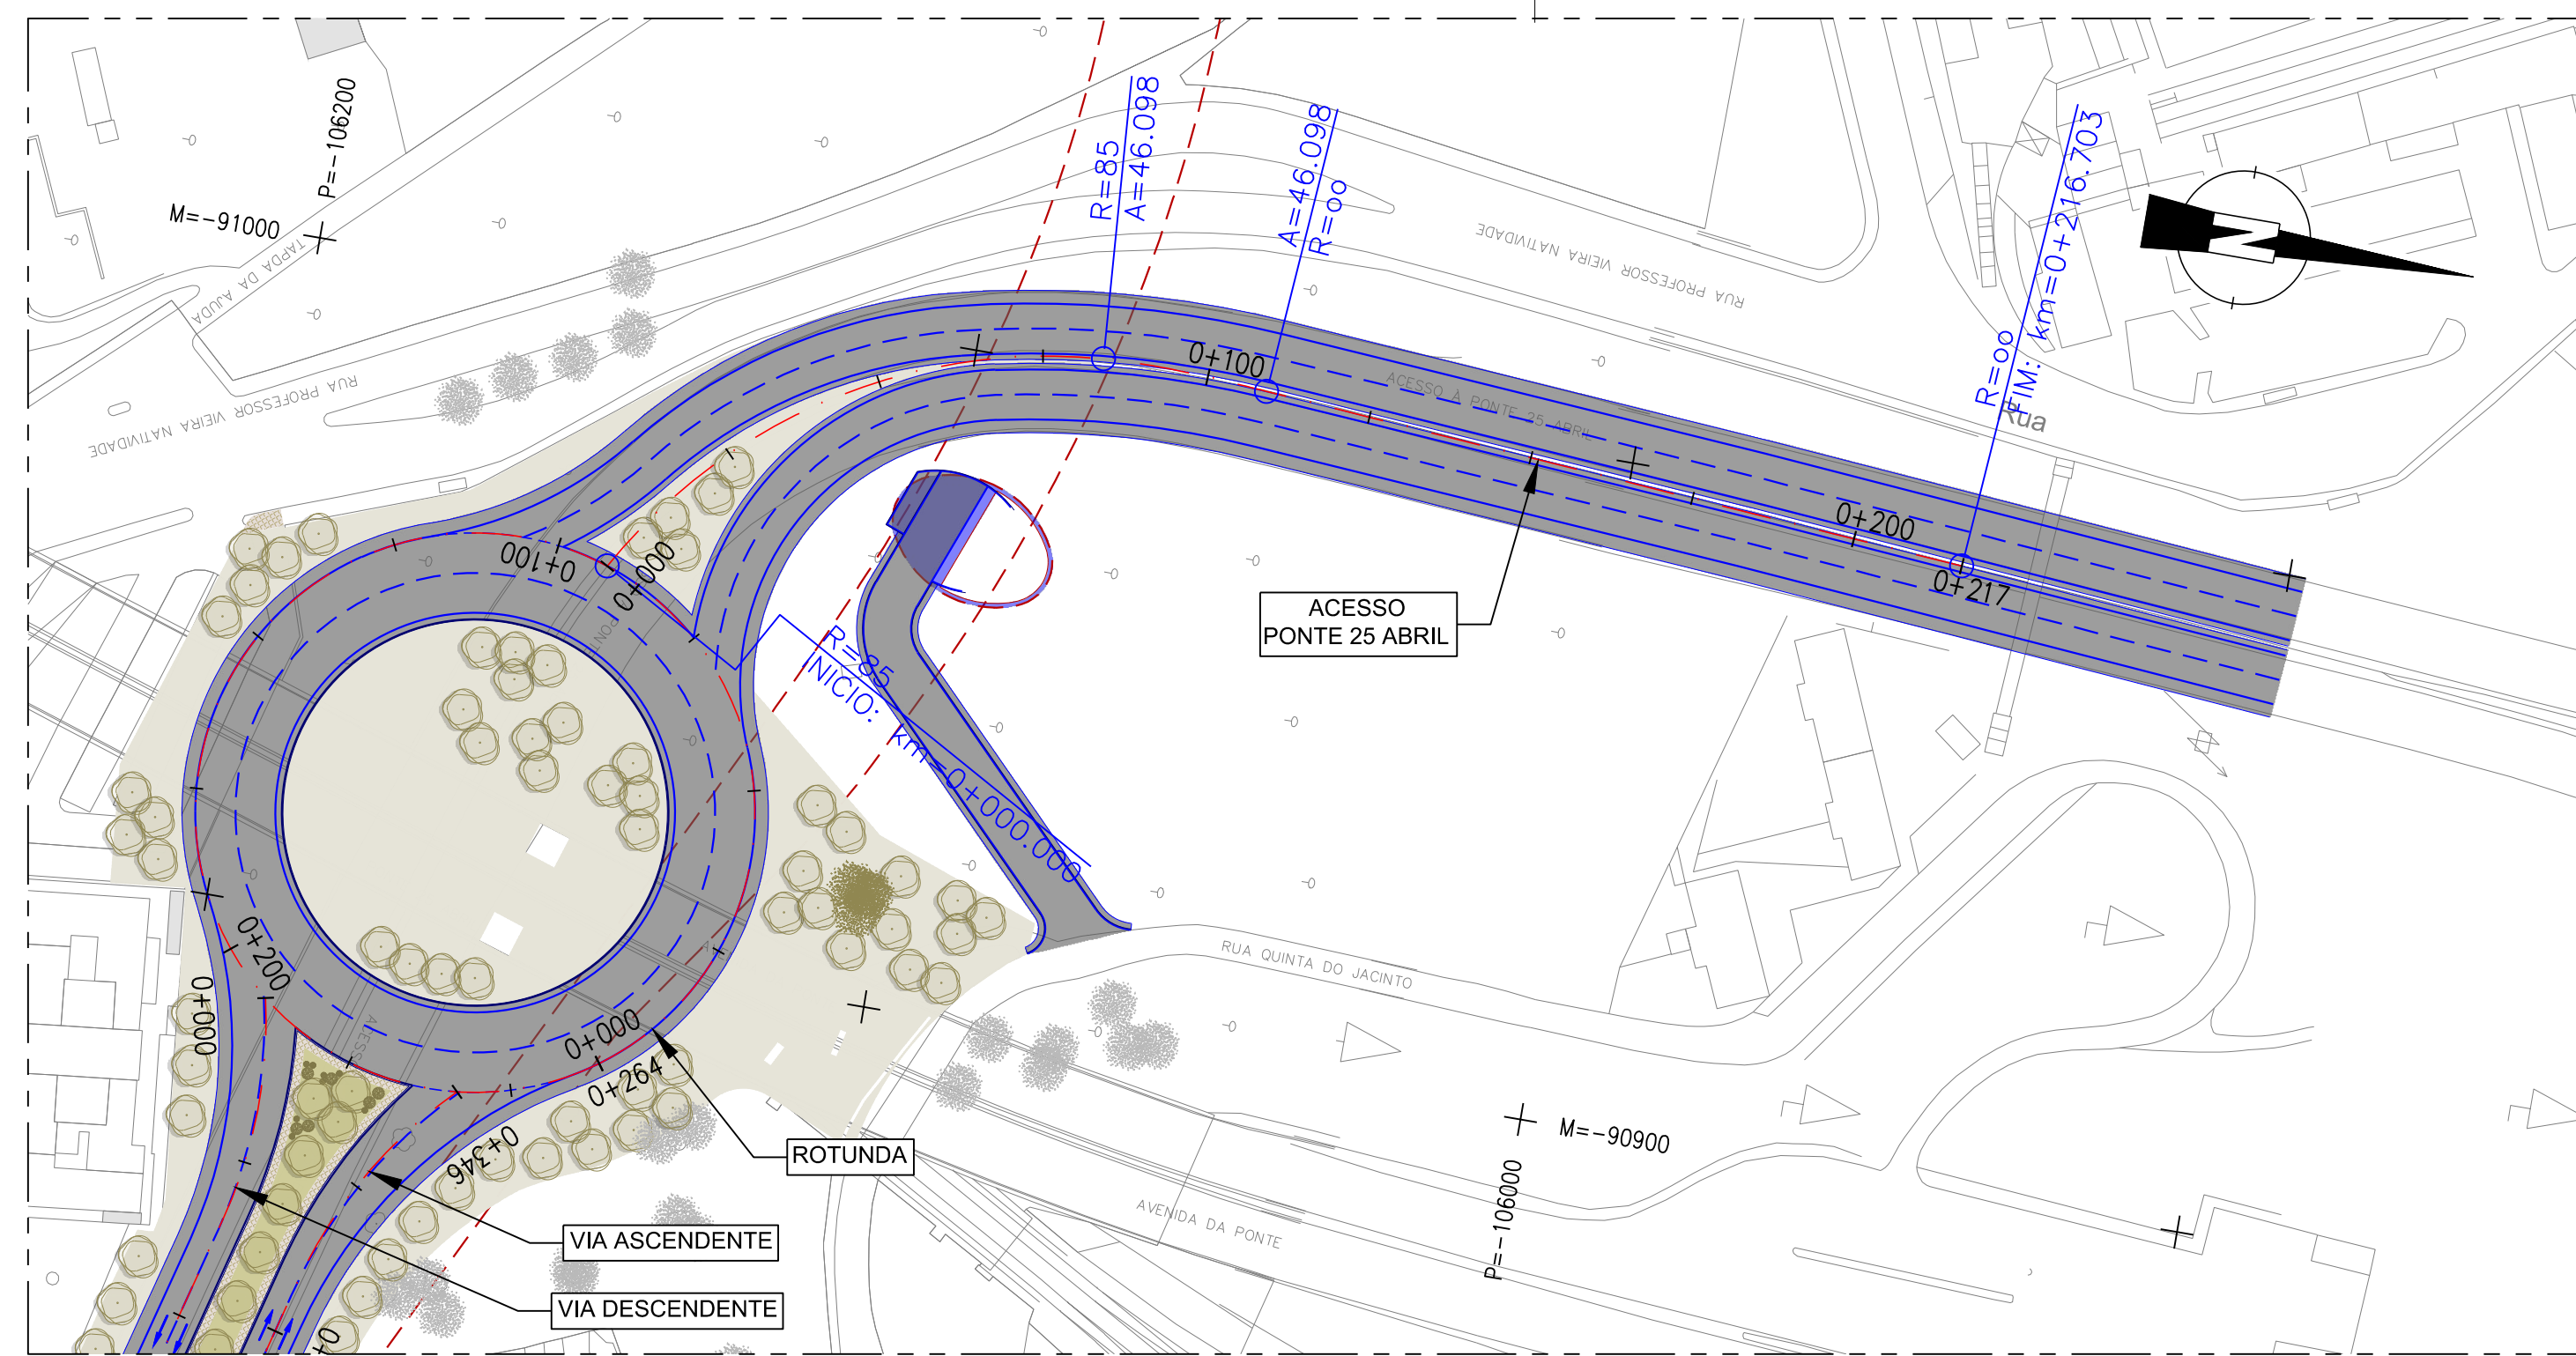 P=-106200
M=-91000
TAPDA DA AJUDA
RUA PROFESSOR VIEIRA NATIVIDADE
R=85
A=46.098
A=46.098
R=oo
RUA PROFESSOR VIEIRA NATIVIDADE
R=oo
FIM: km=0+216.703
N
Rua
0+100
ACESSO À PONTE 25 ABRIL
0+200
0+217
0+100
0+000
PONT
ACESSO
PONTE 25 ABRIL
R=85
INICIO: km=0+000.000
0+200
0+000
ACESS
0+000
0+264
0+346
RUA QUINTA DO JACINTO
ROTUNDA
M=-90900
P=-106000
AVENIDA DA PONTE
VIA ASCENDENTE
VIA DESCENDENTE